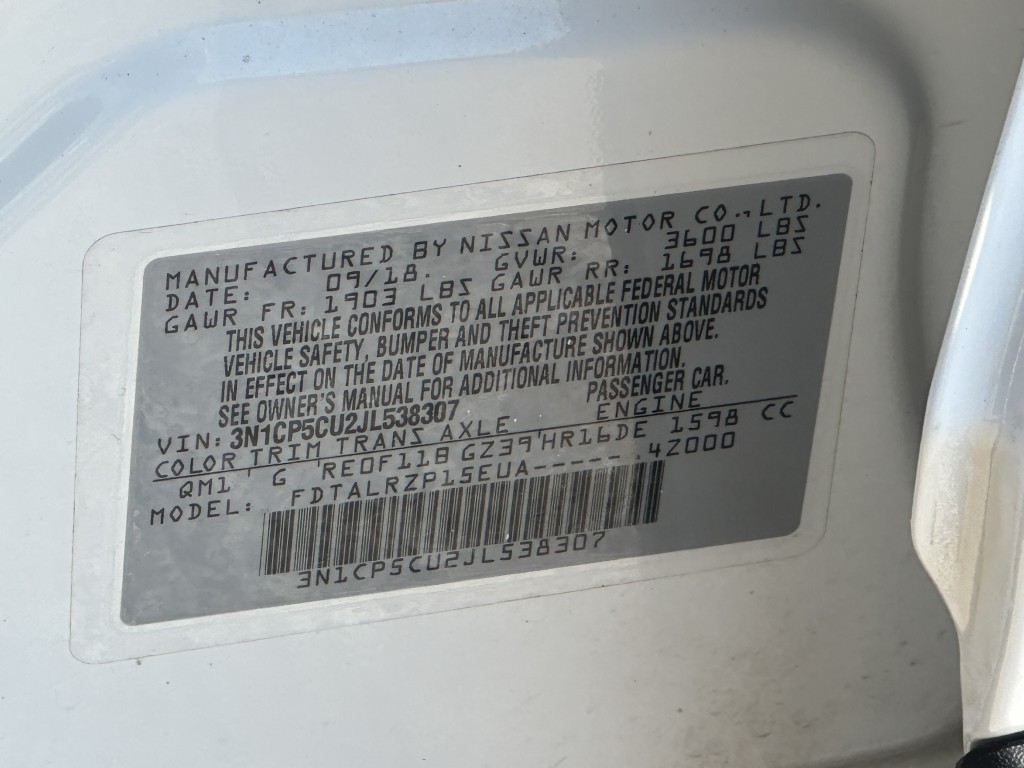 MANUFACTURED BY NISSAN MOTOR CO., LTD.
DATE: 09/18. GVWR: 3600 LBS
GAWR FR: 1903 LBS GAWR RR: 1698 LBS
THIS VEHICLE CONFORMS TO ALL APPLICABLE FEDERAL MOTOR
VEHICLE SAFETY, BUMPER AND THEFT PREVENTION STANDARDS
IN EFFECT ON THE DATE OF MANUFACTURE SHOWN ABOVE.
SEE OWNER'S MANUAL FOR ADDITIONAL INFORMATION.
VIN: 3N1CP5CU2JL538307 PASSENGER CAR.
COLOR TRIM TRANS AXLE ENGINE
QM1 ' G ' RE0F11B GZ39 ' HR16DE 1598 CC
MODEL: FDTALRZP15EUA----- 4Z000
3N1CP5CU2JL538307